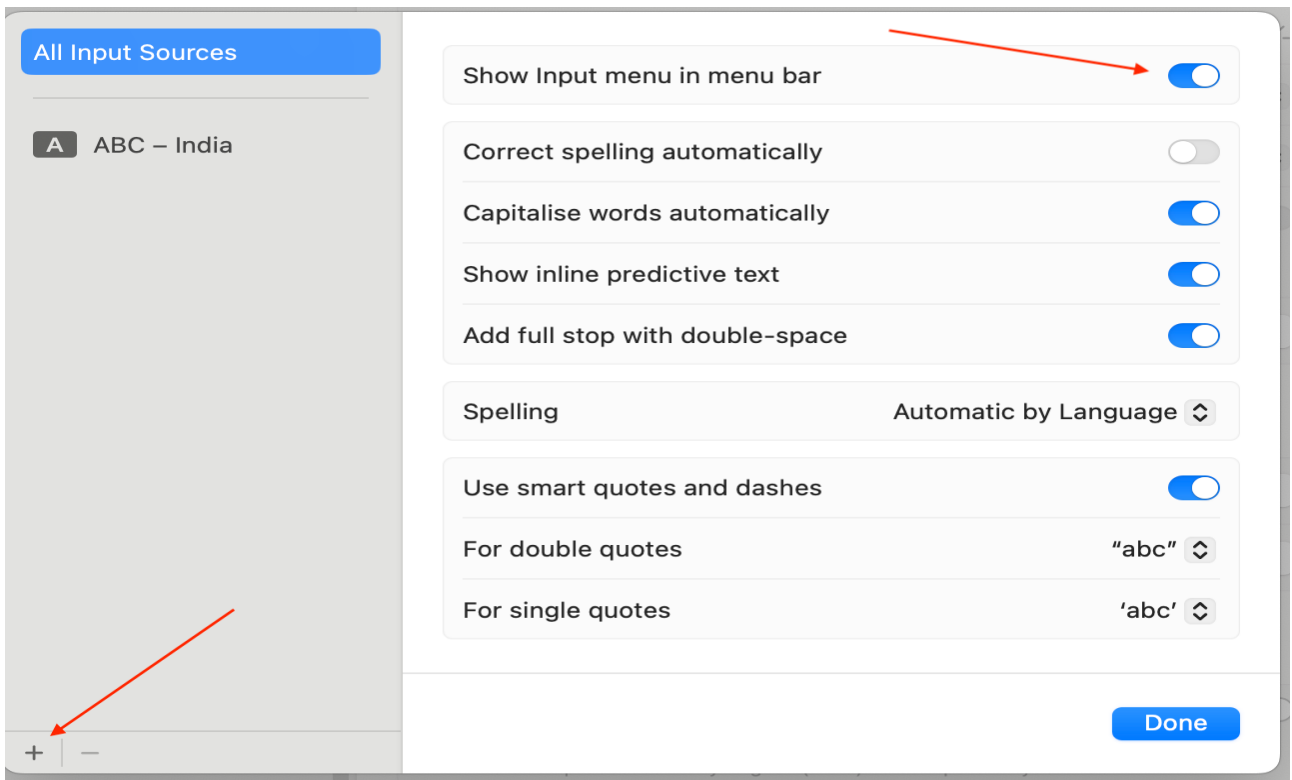 All Input Sources
A ABC – India
Show Input menu in menu bar
Correct spelling automatically
Capitalise words automatically
Show inline predictive text
Add full stop with double-space
Spelling Automatic by Language
Use smart quotes and dashes
For double quotes “abc”
For single quotes ‘abc’
Done
+ −